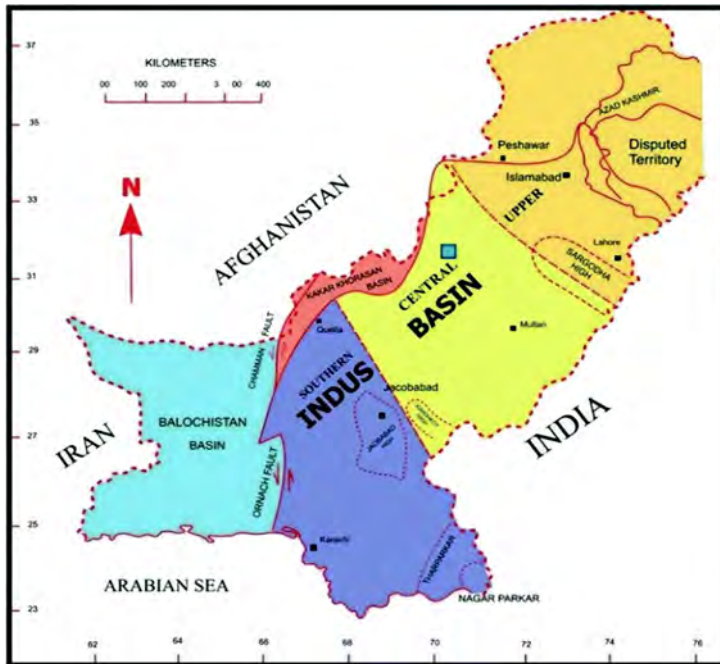 37
35
33
31
29
27
25
23
KILOMETERS
00 100 200 3 00 400
N
AFGHANISTAN
IRAN
INDIA
ARABIAN SEA
AZAD KASHMIR
Disputed
Territory
Peshawar
Islamabad
UPPER
Lahore
SARGODHA
HIGH
KAKAR KHORASAN
BASIN
CENTRAL
BASIN
Multan
Quetta
CHAMMAN FAULT
SOUTHERN
INDUS
Jacobabad
HIGH
BALOCHISTAN
BASIN
ORNACH FAULT
Karachi
THARPARKAR
NAGAR PARKAR
62 64 66 68 70 72 74 76